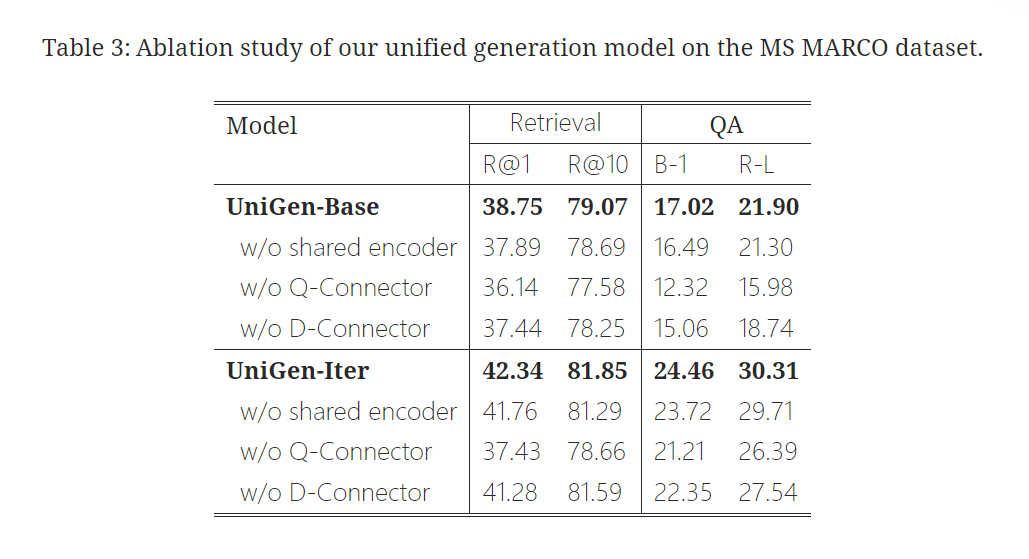 Table 3: Ablation study of our unified generation model on the MS MARCO dataset.
Model Retrieval QA
R@1 R@10 B-1 R-L
UniGen-Base 38.75 79.07 17.02 21.90
w/o shared encoder 37.89 78.69 16.49 21.30
w/o Q-Connector 36.14 77.58 12.32 15.98
w/o D-Connector 37.44 78.25 15.06 18.74
UniGen-Iter 42.34 81.85 24.46 30.31
w/o shared encoder 41.76 81.29 23.72 29.71
w/o Q-Connector 37.43 78.66 21.21 26.39
w/o D-Connector 41.28 81.59 22.35 27.54